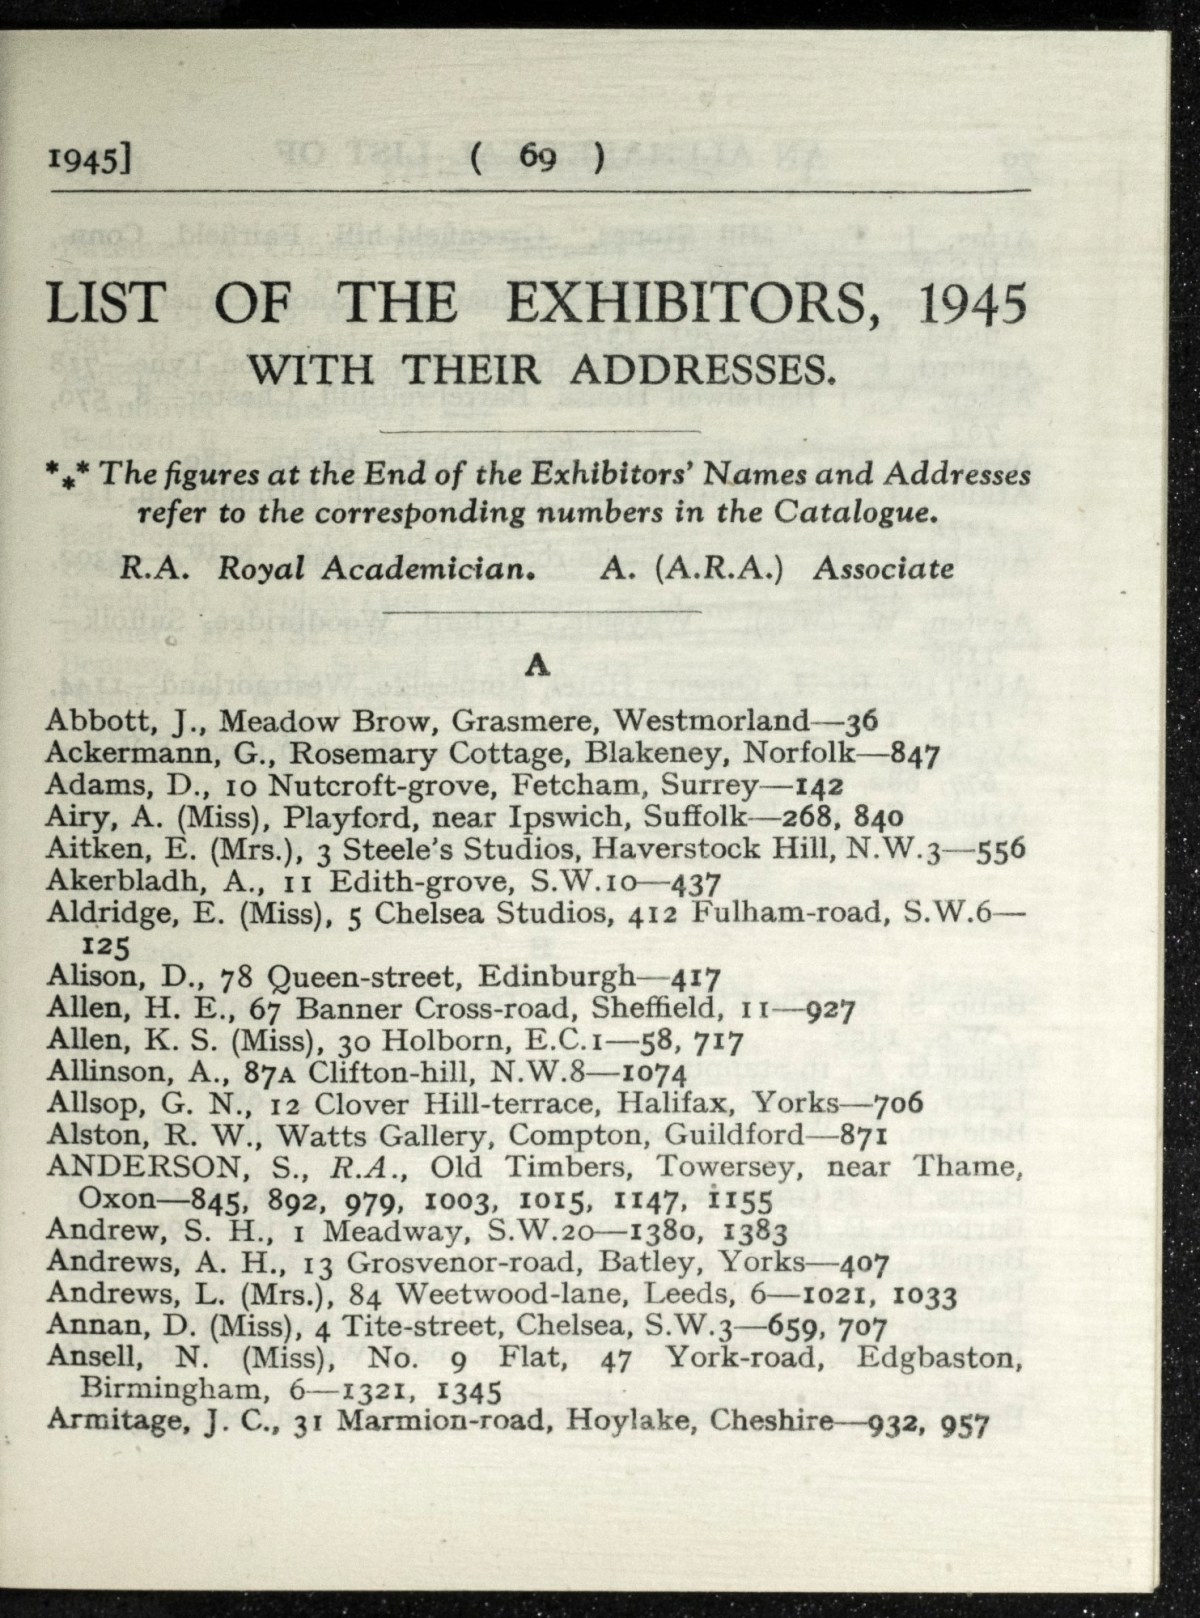 1945] ( 69 )
LIST OF THE EXHIBITORS, 1945
WITH THEIR ADDRESSES.
*⁎* The figures at the End of the Exhibitors' Names and Addresses
refer to the corresponding numbers in the Catalogue.
R.A. Royal Academician. A. (A.R.A.) Associate
A
Abbott, J., Meadow Brow, Grasmere, Westmorland—36
Ackermann, G., Rosemary Cottage, Blakeney, Norfolk—847
Adams, D., 10 Nutcroft-grove, Fetcham, Surrey—142
Airy, A. (Miss), Playford, near Ipswich, Suffolk—268, 840
Aitken, E. (Mrs.), 3 Steele's Studios, Haverstock Hill, N.W.3—556
Akerbladh, A., 11 Edith-grove, S.W.10—437
Aldridge, E. (Miss), 5 Chelsea Studios, 412 Fulham-road, S.W.6—
125
Alison, D., 78 Queen-street, Edinburgh—417
Allen, H. E., 67 Banner Cross-road, Sheffield, 11—927
Allen, K. S. (Miss), 30 Holborn, E.C.1—58, 717
Allinson, A., 87A Clifton-hill, N.W.8—1074
Allsop, G. N., 12 Clover Hill-terrace, Halifax, Yorks—706
Alston, R. W., Watts Gallery, Compton, Guildford—871
ANDERSON, S., R.A., Old Timbers, Towersey, near Thame,
Oxon—845, 892, 979, 1003, 1015, 1147, 1155
Andrew, S. H., 1 Meadway, S.W.20—1380, 1383
Andrews, A. H., 13 Grosvenor-road, Batley, Yorks—407
Andrews, L. (Mrs.), 84 Weetwood-lane, Leeds, 6—1021, 1033
Annan, D. (Miss), 4 Tite-street, Chelsea, S.W.3—659, 707
Ansell, N. (Miss), No. 9 Flat, 47 York-road, Edgbaston,
Birmingham, 6—1321, 1345
Armitage, J. C., 31 Marmion-road, Hoylake, Cheshire—932, 957